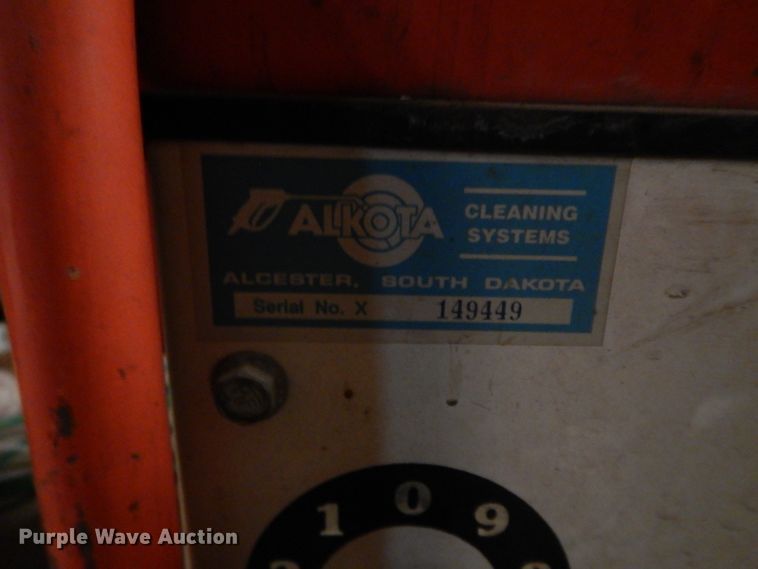 ALKOTA
CLEANING
SYSTEMS
ALCESTER, SOUTH DAKOTA
Serial No. X 149449
1 0 9
Purple Wave Auction